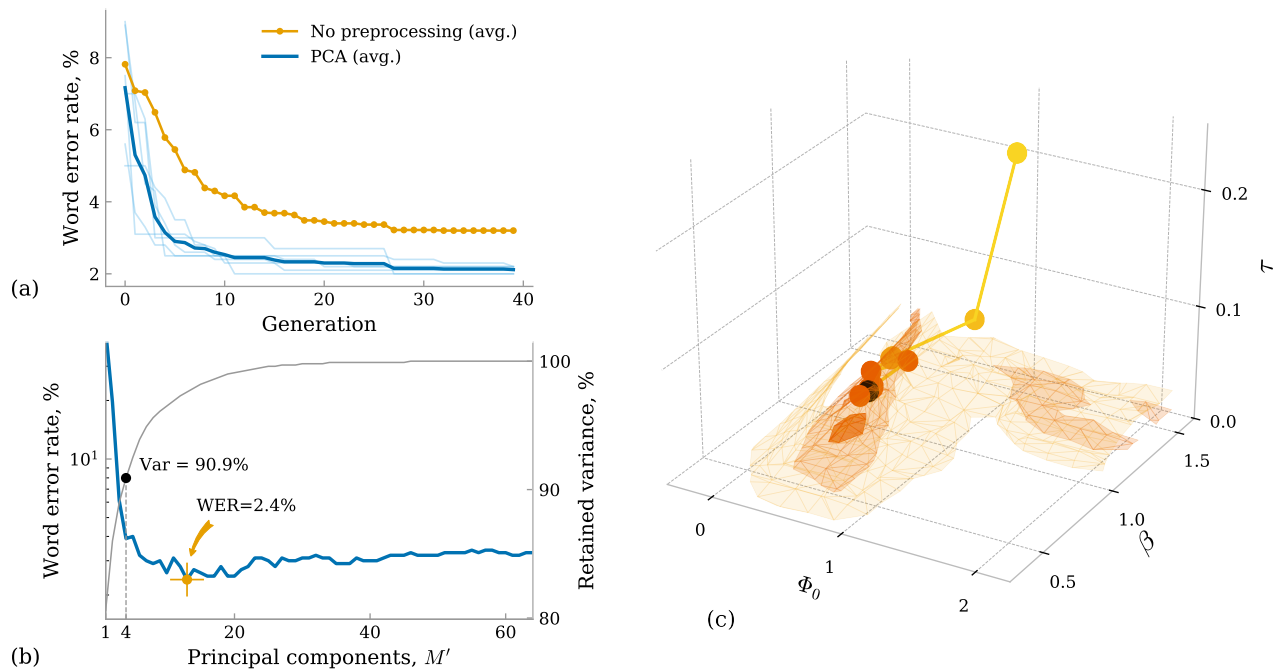 No preprocessing (avg.)
PCA (avg.)
Word error rate, %
8
6
4
2
0
10
20
30
40
Generation
(a)
Word error rate, %
10¹
Var = 90.9%
WER=2.4%
100
90
80
Retained variance, %
1
4
20
40
60
Principal components, M′
(b)
0
1
2
Φ₀
0.5
1.0
1.5
β
0.0
0.1
0.2
τ
(c)